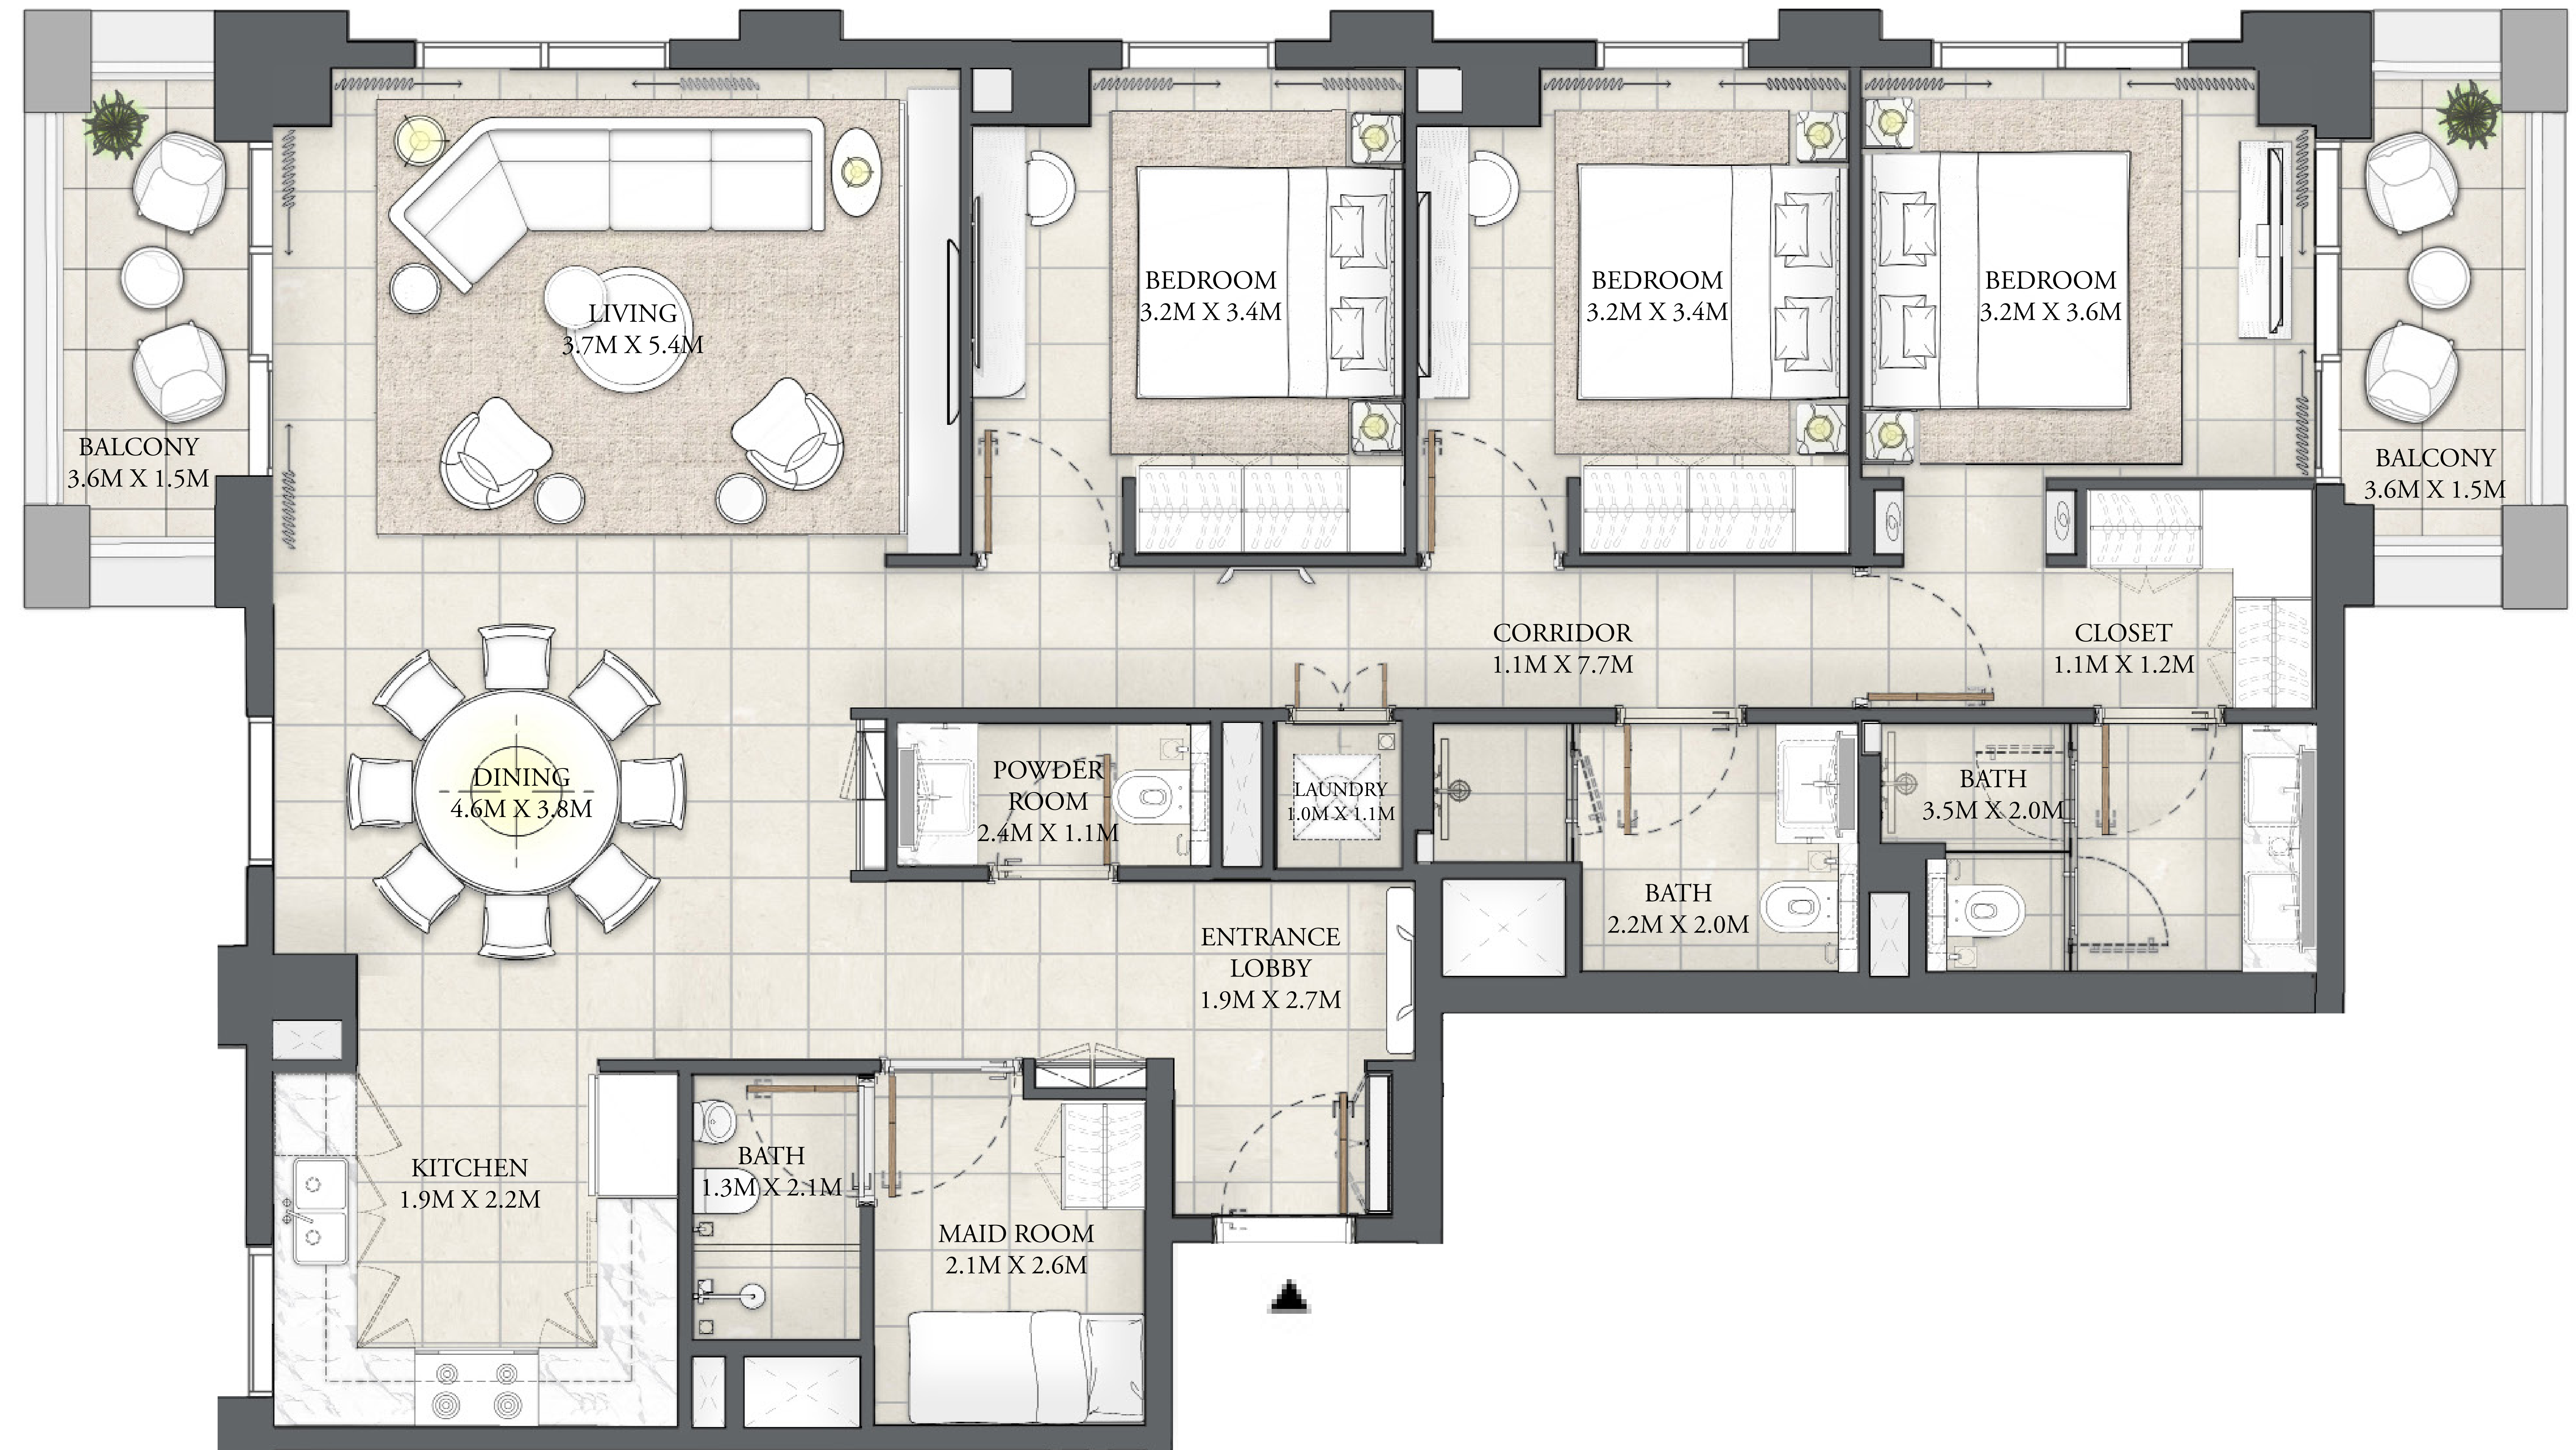 BEDROOM
3.2M X 3.4M
BEDROOM
3.2M X 3.4M
BEDROOM
3.2M X 3.6M
LIVING
3.7M X 5.4M
BALCONY
3.6M X 1.5M
BALCONY
3.6M X 1.5M
CORRIDOR
1.1M X 7.7M
CLOSET
1.1M X 1.2M
DINING
4.6M X 3.8M
POWDER
ROOM
2.4M X 1.1M
LAUNDRY
1.0M X 1.1M
BATH
3.5M X 2.0M
BATH
2.2M X 2.0M
ENTRANCE
LOBBY
1.9M X 2.7M
KITCHEN
1.9M X 2.2M
BATH
1.3M X 2.1M
MAID ROOM
2.1M X 2.6M